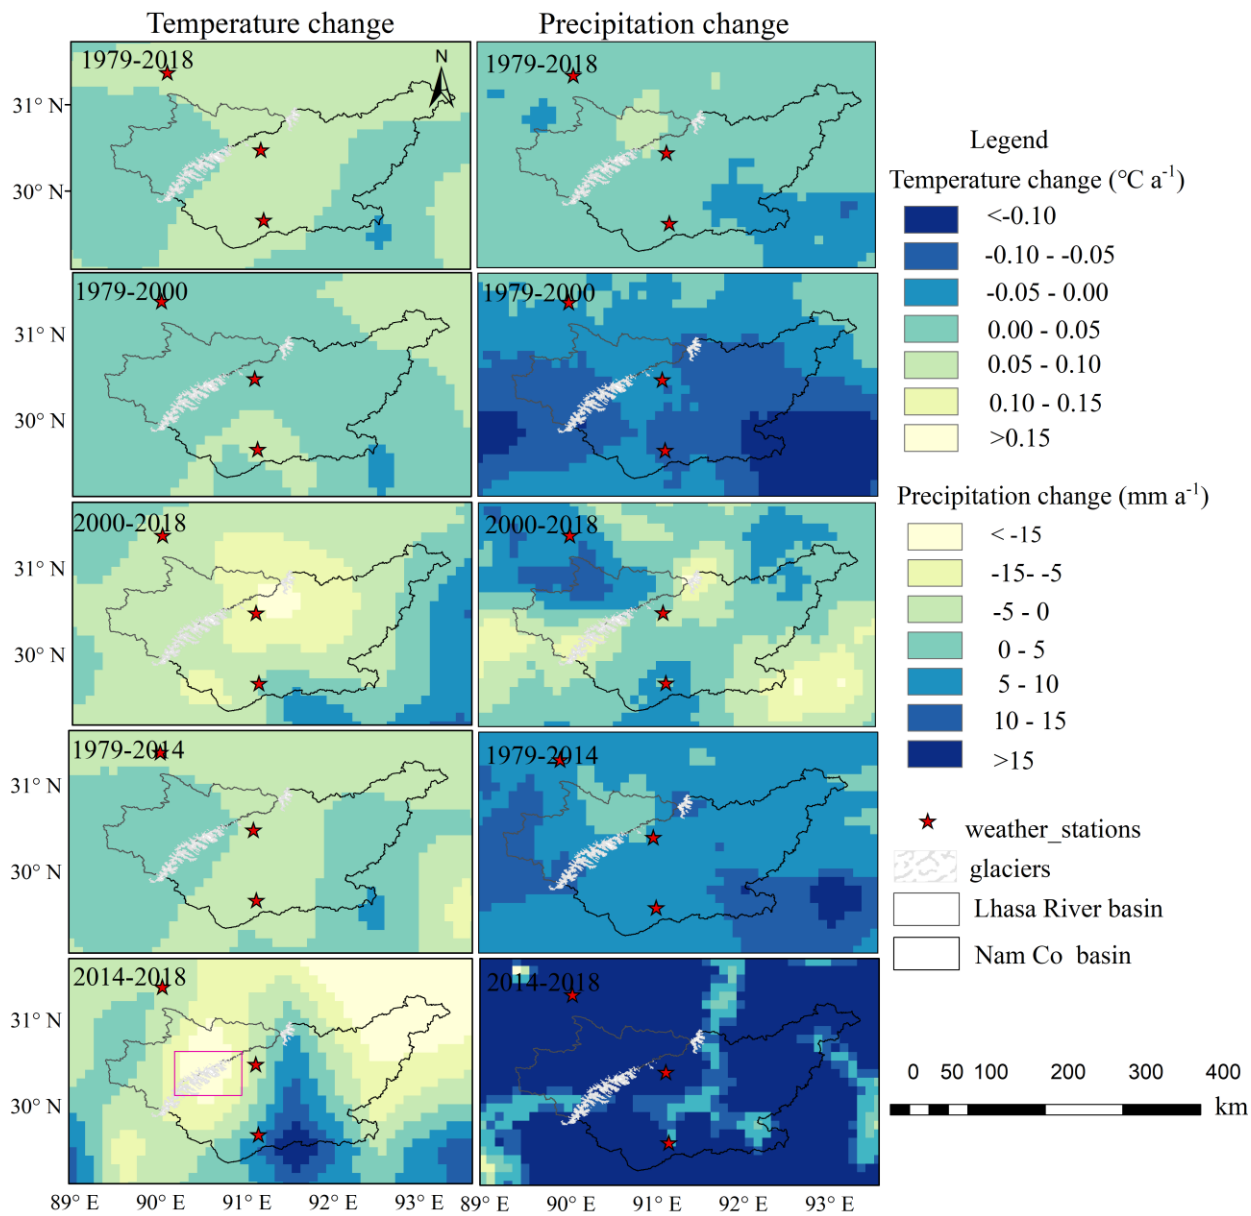 Temperature change
Precipitation change
1979-2018
N
1979-2018
31° N
30° N
1979-2000
1979-2000
31° N
30° N
2000-2018
2000-2018
31° N
30° N
1979-2014
1979-2014
31° N
30° N
2014-2018
2014-2018
31° N
30° N
89° E 90° E 91° E 92° E 93° E
89° E 90° E 91° E 92° E 93° E
Legend
Temperature change (°C a⁻¹)
<-0.10
-0.10 - -0.05
-0.05 - 0.00
0.00 - 0.05
0.05 - 0.10
0.10 - 0.15
>0.15
Precipitation change (mm a⁻¹)
< -15
-15- -5
-5 - 0
0 - 5
5 - 10
10 - 15
>15
weather_stations
glaciers
Lhasa River basin
Nam Co basin
0 50 100 200 300 400
km